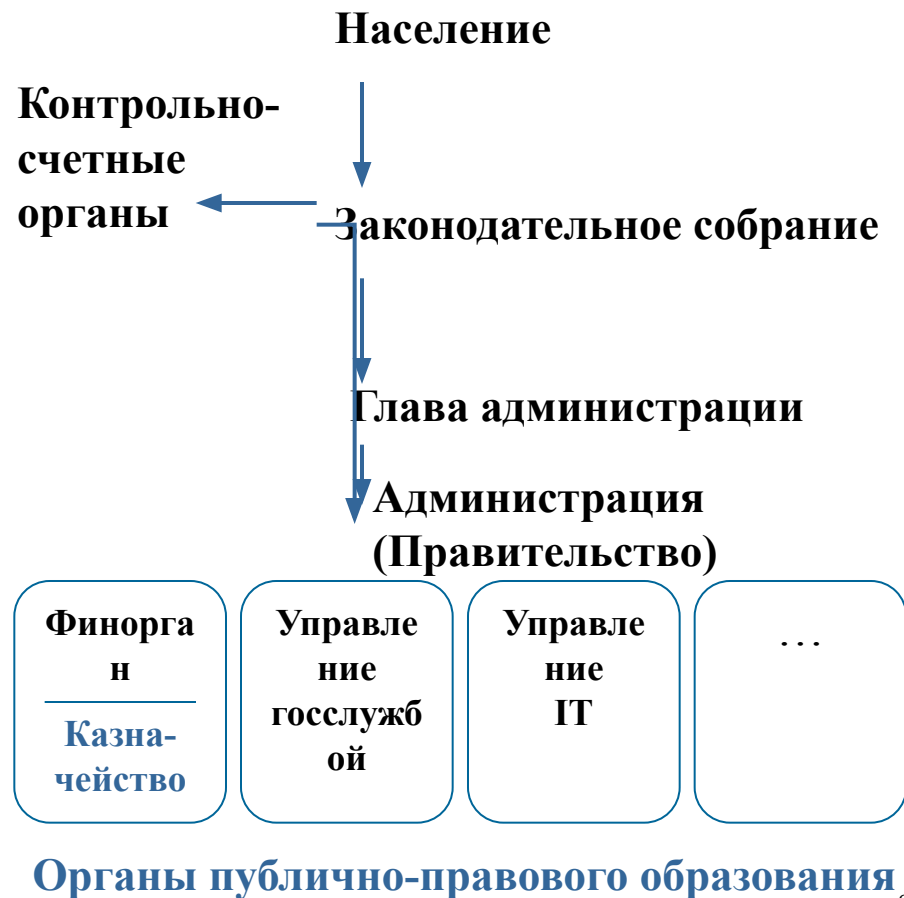 Население
Контрольно-
счетные
органы
Законодательное собрание
Глава администрации
Администрация
(Правительство)
Финорга
н
Казна-
чейство
Управле
ние
госслужб
ой
Управле
ние
IT
...
Органы публично-правового образования